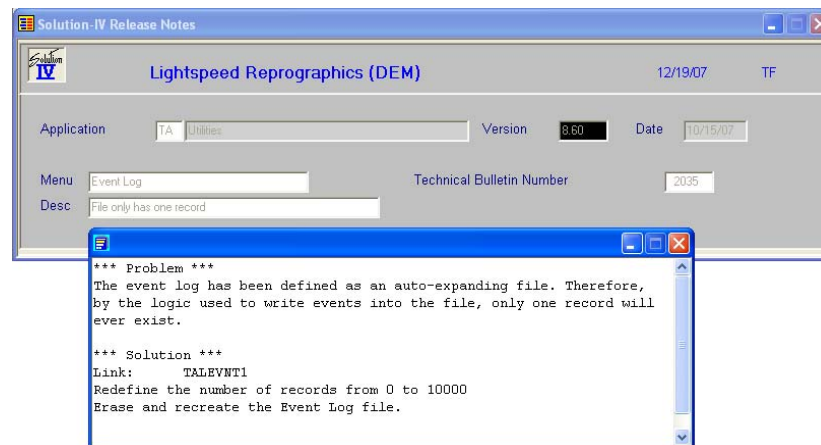 Solution-IV Release Notes
Solution IV
Lightspeed Reprographics (DEM) 12/19/07 TF
Application TA Utilities Version 8.60 Date 10/15/07
Menu Event Log Technical Bulletin Number 2035
Desc File only has one record
*** Problem ***
The event log has been defined as an auto-expanding file. Therefore,
by the logic used to write events into the file, only one record will
ever exist.
*** Solution ***
Link: TALEVNT1
Redefine the number of records from 0 to 10000
Erase and recreate the Event Log file.